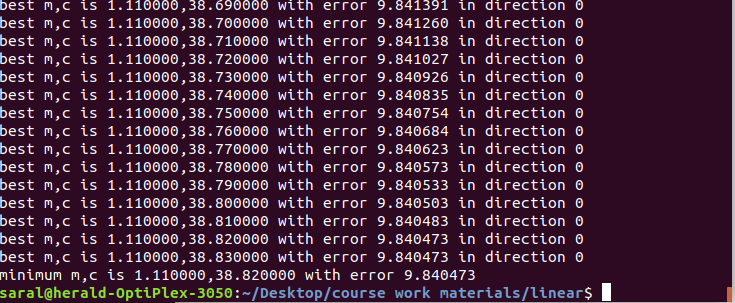 best m,c is 1.110000,38.690000 with error 9.841391 in direction 0
best m,c is 1.110000,38.700000 with error 9.841260 in direction 0
best m,c is 1.110000,38.710000 with error 9.841138 in direction 0
best m,c is 1.110000,38.720000 with error 9.841027 in direction 0
best m,c is 1.110000,38.730000 with error 9.840926 in direction 0
best m,c is 1.110000,38.740000 with error 9.840835 in direction 0
best m,c is 1.110000,38.750000 with error 9.840754 in direction 0
best m,c is 1.110000,38.760000 with error 9.840684 in direction 0
best m,c is 1.110000,38.770000 with error 9.840623 in direction 0
best m,c is 1.110000,38.780000 with error 9.840573 in direction 0
best m,c is 1.110000,38.790000 with error 9.840533 in direction 0
best m,c is 1.110000,38.800000 with error 9.840503 in direction 0
best m,c is 1.110000,38.810000 with error 9.840483 in direction 0
best m,c is 1.110000,38.820000 with error 9.840473 in direction 0
best m,c is 1.110000,38.830000 with error 9.840473 in direction 0
minimum m,c is 1.110000,38.820000 with error 9.840473
saral@herald-OptiPlex-3050:~/Desktop/course work materials/linear$